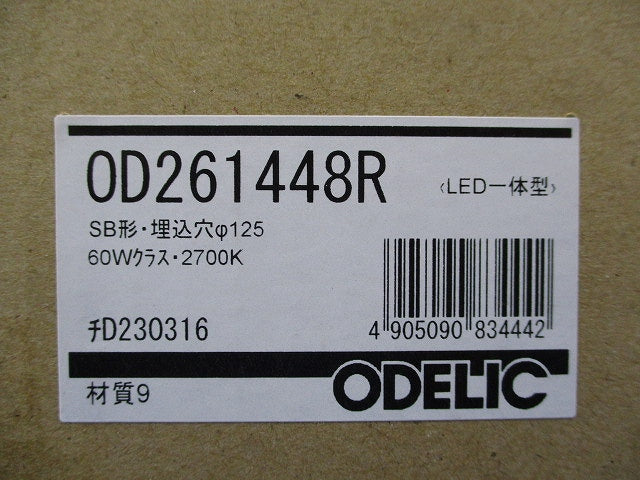 OD261448R
〈LED一体型〉
SB形・埋込穴φ125
60Wクラス・2700K
ﾁD230316
4 905090 834442
材質9
ODELIC